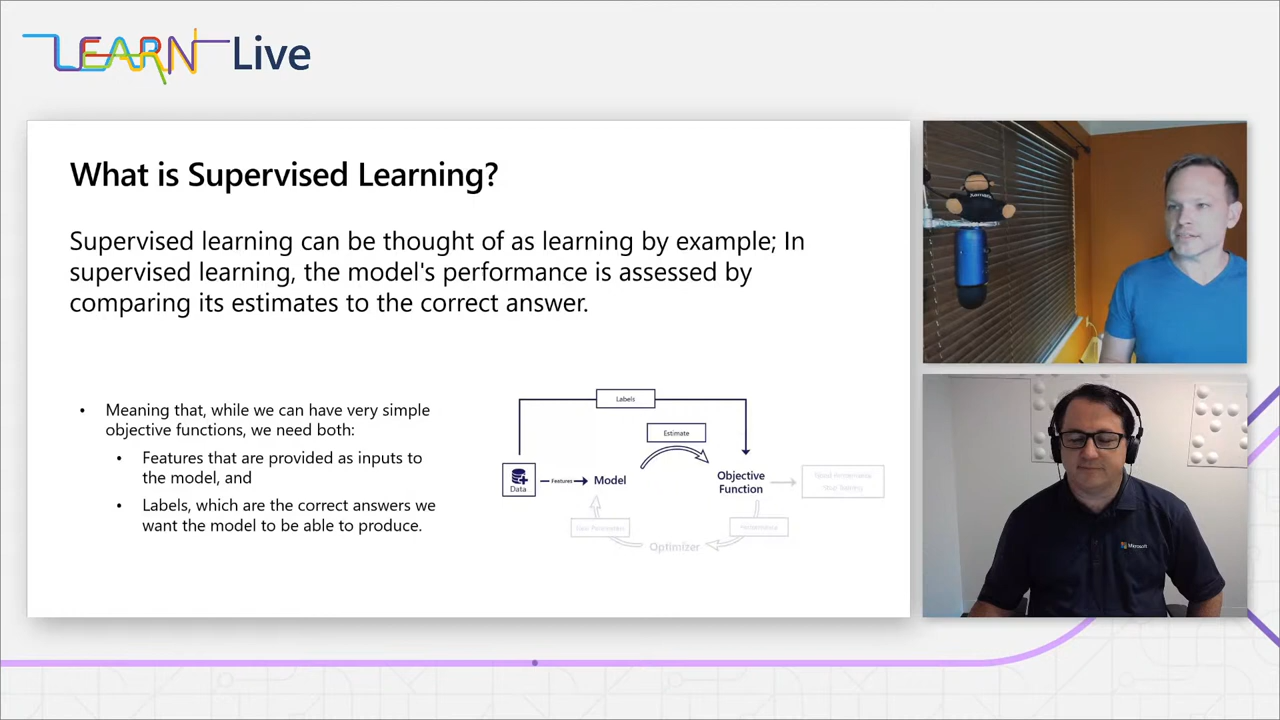 LEARN Live
What is Supervised Learning?
Supervised learning can be thought of as learning by example; In
supervised learning, the model's performance is assessed by
comparing its estimates to the correct answer.
• Meaning that, while we can have very simple
objective functions, we need both:
• Features that are provided as inputs to
the model, and
• Labels, which are the correct answers we
want the model to be able to produce.
Labels
Estimate
Data
Features
Model
Objective
Function
Performance
Optimizer
Microsoft